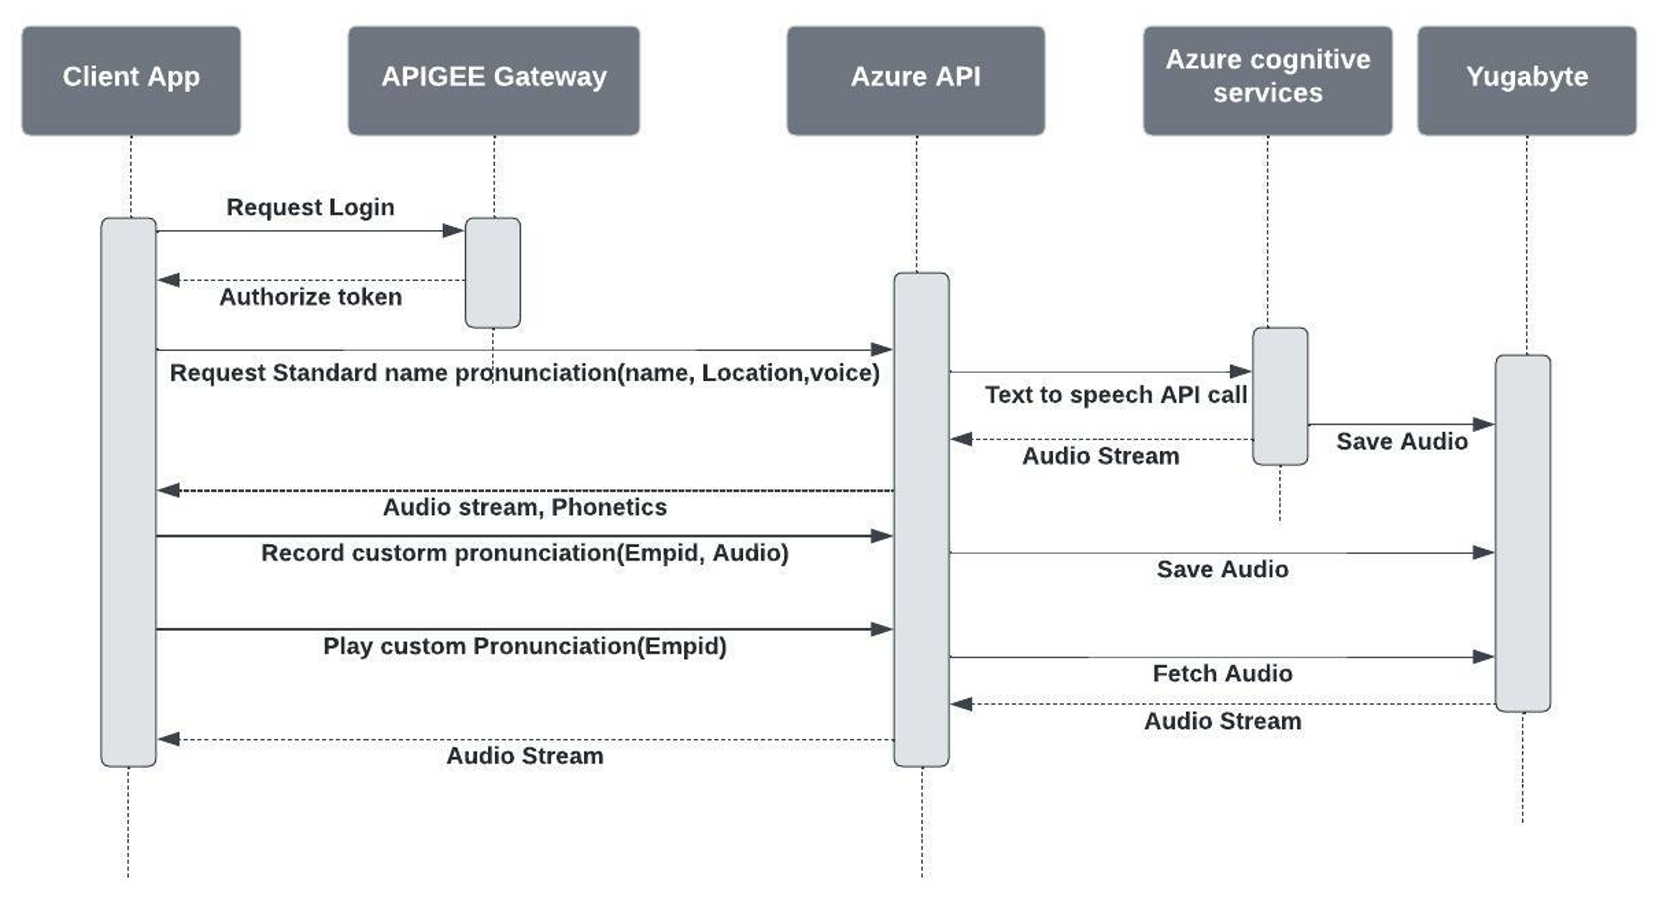 Client App
APIGEE Gateway
Azure API
Azure cognitive
services
Yugabyte
Request Login
Authorize token
Request Standard name pronunciation(name, Location,voice)
Text to speech API call
Save Audio
Audio Stream
Audio stream, Phonetics
Record custorm pronunciation(Empid, Audio)
Save Audio
Play custom Pronunciation(Empid)
Fetch Audio
Audio Stream
Audio Stream